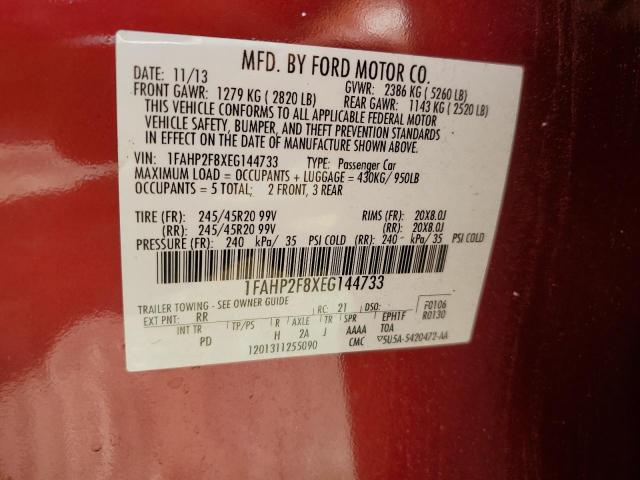 MFD. BY FORD MOTOR CO.
DATE: 11/13 GVWR: 2386 KG ( 5260 LB)
FRONT GAWR: 1279 KG ( 2820 LB) REAR GAWR: 1143 KG ( 2520 LB)
THIS VEHICLE CONFORMS TO ALL APPLICABLE FEDERAL MOTOR
VEHICLE SAFETY, BUMPER, AND THEFT PREVENTION STANDARDS
IN EFFECT ON THE DATE OF MANUFACTURE SHOWN ABOVE.
VIN: 1FAHP2F8XEG144733 TYPE: Passenger Car
MAXIMUM LOAD = OCCUPANTS + LUGGAGE = 430KG/ 950LB
OCCUPANTS = 5 TOTAL: 2 FRONT, 3 REAR
TIRE (FR): 245/45R20 99V RIMS (FR): 20X8.0J
(RR): 245/45R20 99V (RR): 20X8.0J
PRESSURE (FR): 240 kPa/ 35 PSI COLD (RR): 240 kPa/ 35 PSI COLD
1FAHP2F8XEG144733
TRAILER TOWING - SEE OWNER GUIDE RC: 21 DSO: F0106
EXT PNT: RR R AXLE TR SPR EPHTF R0130
INT TR TP/PS H 2A J AAAA TOA
PD 1201311255090 CMC 5U5A-5420472-AA